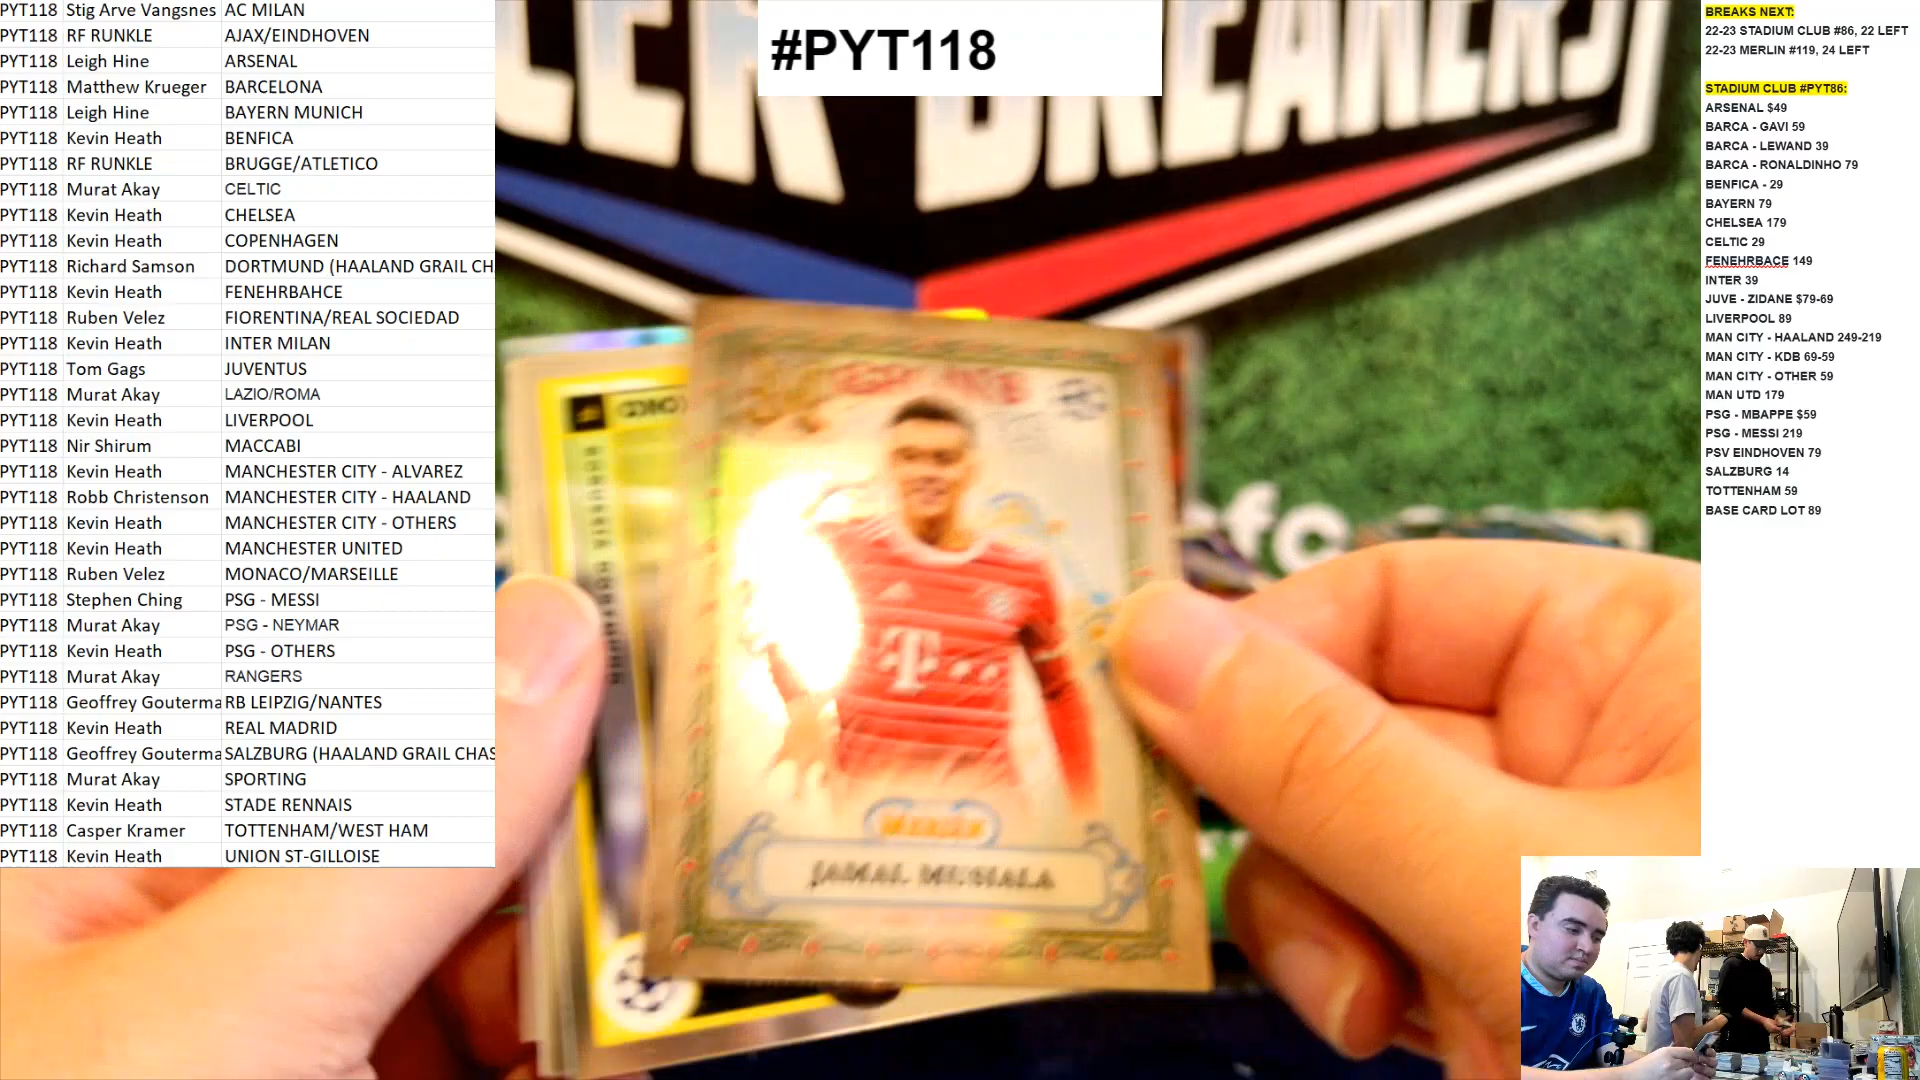 PYT118 Stig Arve Vangsnes AC MILAN
PYT118 RF RUNKLE AJAX/EINDHOVEN
PYT118 Leigh Hine ARSENAL
PYT118 Matthew Krueger BARCELONA
PYT118 Leigh Hine BAYERN MUNICH
PYT118 Kevin Heath BENFICA
PYT118 RF RUNKLE BRUGGE/ATLETICO
PYT118 Murat Akay CELTIC
PYT118 Kevin Heath CHELSEA
PYT118 Kevin Heath COPENHAGEN
PYT118 Richard Samson DORTMUND (HAALAND GRAIL CH
PYT118 Kevin Heath FENEHRBAHCE
PYT118 Ruben Velez FIORENTINA/REAL SOCIEDAD
PYT118 Kevin Heath INTER MILAN
PYT118 Tom Gags JUVENTUS
PYT118 Murat Akay LAZIO/ROMA
PYT118 Kevin Heath LIVERPOOL
PYT118 Nir Shirum MACCABI
PYT118 Kevin Heath MANCHESTER CITY - ALVAREZ
PYT118 Robb Christenson MANCHESTER CITY - HAALAND
PYT118 Kevin Heath MANCHESTER CITY - OTHERS
PYT118 Kevin Heath MANCHESTER UNITED
PYT118 Ruben Velez MONACO/MARSEILLE
PYT118 Stephen Ching PSG - MESSI
PYT118 Murat Akay PSG - NEYMAR
PYT118 Kevin Heath PSG - OTHERS
PYT118 Murat Akay RANGERS
PYT118 Geoffrey Gouterma RB LEIPZIG/NANTES
PYT118 Kevin Heath REAL MADRID
PYT118 Geoffrey Gouterma SALZBURG (HAALAND GRAIL CHAS
PYT118 Murat Akay SPORTING
PYT118 Kevin Heath STADE RENNAIS
PYT118 Casper Kramer TOTTENHAM/WEST HAM
PYT118 Kevin Heath UNION ST-GILLOISE
#PYT118
BREAKERS
fc
T
MERLIN
JAMAL MUSIALA
BREAKS NEXT:
22-23 STADIUM CLUB #86, 22 LEFT
22-23 MERLIN #119, 24 LEFT
STADIUM CLUB #PYT86:
ARSENAL $49
BARCA - GAVI 59
BARCA - LEWAND 39
BARCA - RONALDINHO 79
BENFICA - 29
BAYERN 79
CHELSEA 179
CELTIC 29
FENEHRBACE 149
INTER 39
JUVE - ZIDANE $79-69
LIVERPOOL 89
MAN CITY - HAALAND 249-219
MAN CITY - KDB 69-59
MAN CITY - OTHER 59
MAN UTD 179
PSG - MBAPPE $59
PSG - MESSI 219
PSV EINDHOVEN 79
SALZBURG 14
TOTTENHAM 59
BASE CARD LOT 89